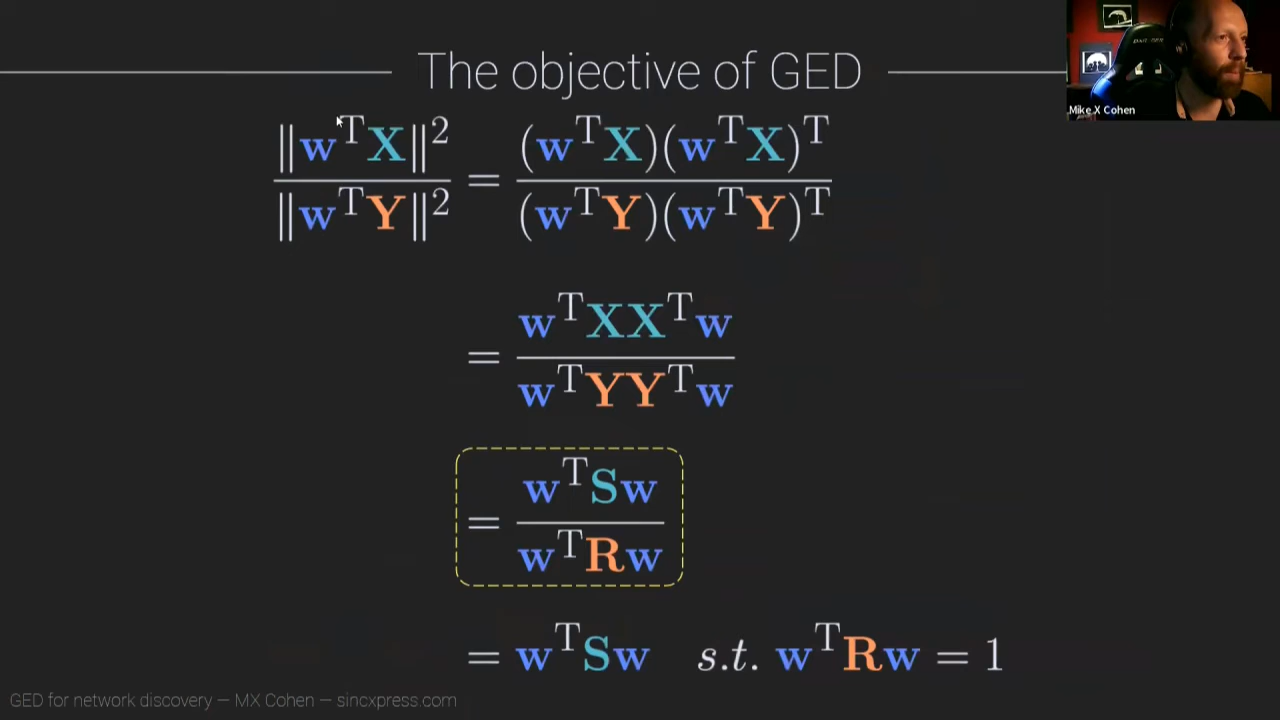 The objective of GED
Mike X Cohen
‖wᵀX‖² / ‖wᵀY‖² = (wᵀX)(wᵀX)ᵀ / (wᵀY)(wᵀY)ᵀ
= wᵀXXᵀw / wᵀYYᵀw
= wᵀSw / wᵀRw
= wᵀSw s.t. wᵀRw = 1
GED for network discovery — MX Cohen — sincxpress.com